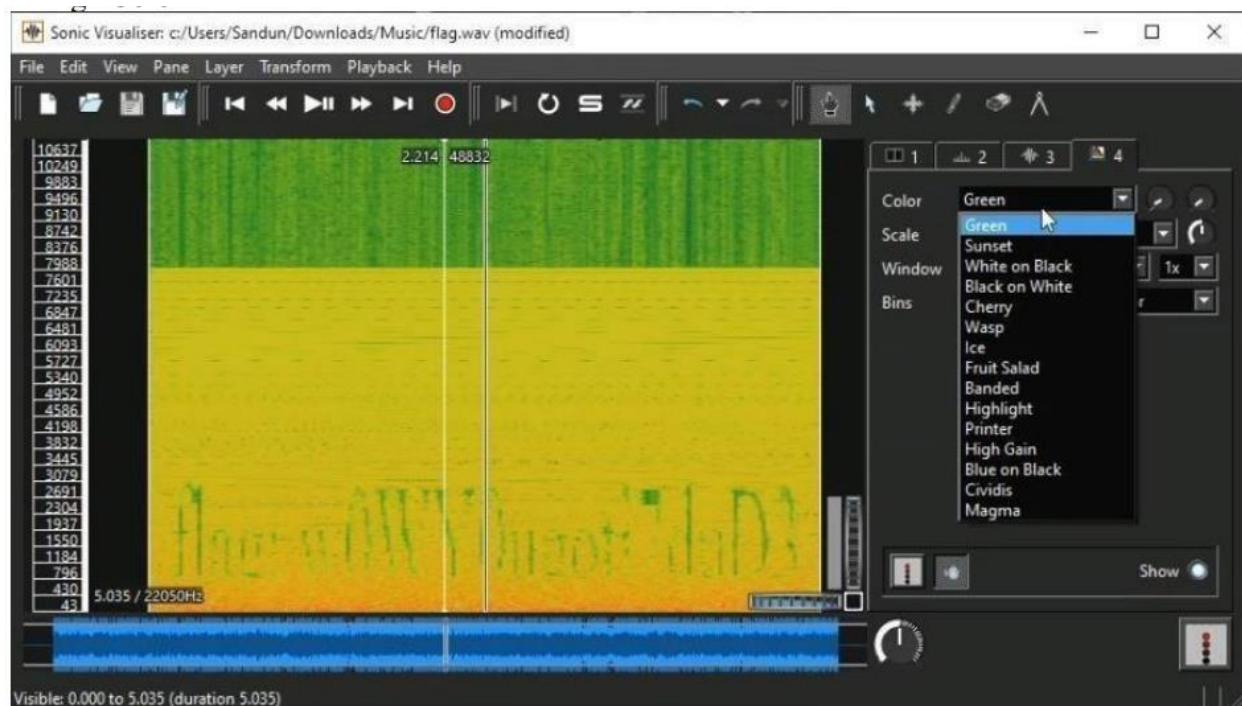 Sonic Visualiser: c:/Users/Sandun/Downloads/Music/flag.wav (modified)
File Edit View Pane Layer Transform Playback Help
10637
10249
9883
9496
9130
8742
8376
7988
7601
7235
6847
6481
6093
5727
5340
4952
4586
4198
3832
3445
3079
2691
2304
1937
1550
1184
796
430
43
2.214 48832
5.035 / 22050Hz
1 2 3 4
Color Green
Scale
Window 1x
Bins
Green
Sunset
White on Black
Black on White
Cherry
Wasp
Ice
Fruit Salad
Banded
Highlight
Printer
High Gain
Blue on Black
Cividis
Magma
Show
Visible: 0.000 to 5.035 (duration 5.035)